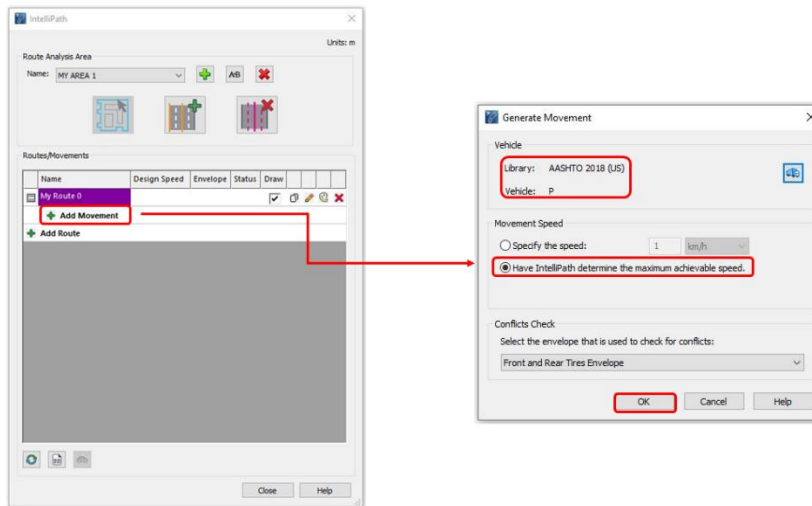 IntelliPath
Units: m
Route Analysis Area
Name: MY AREA 1
AB
Routes/Movements
Name Design Speed Envelope Status Draw
My Route 0
Add Movement
Add Route
Close Help
Generate Movement
Vehicle
Library: AASHTO 2018 (US)
Vehicle: P
Movement Speed
Specify the speed: 1 km/h
Have IntelliPath determine the maximum achievable speed.
Conflicts Check
Select the envelope that is used to check for conflicts:
Front and Rear Tires Envelope
OK Cancel Help